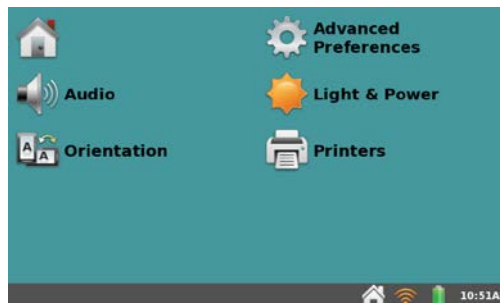 Advanced
Preferences
Audio
Light & Power
A A
Orientation
Printers
10:51A